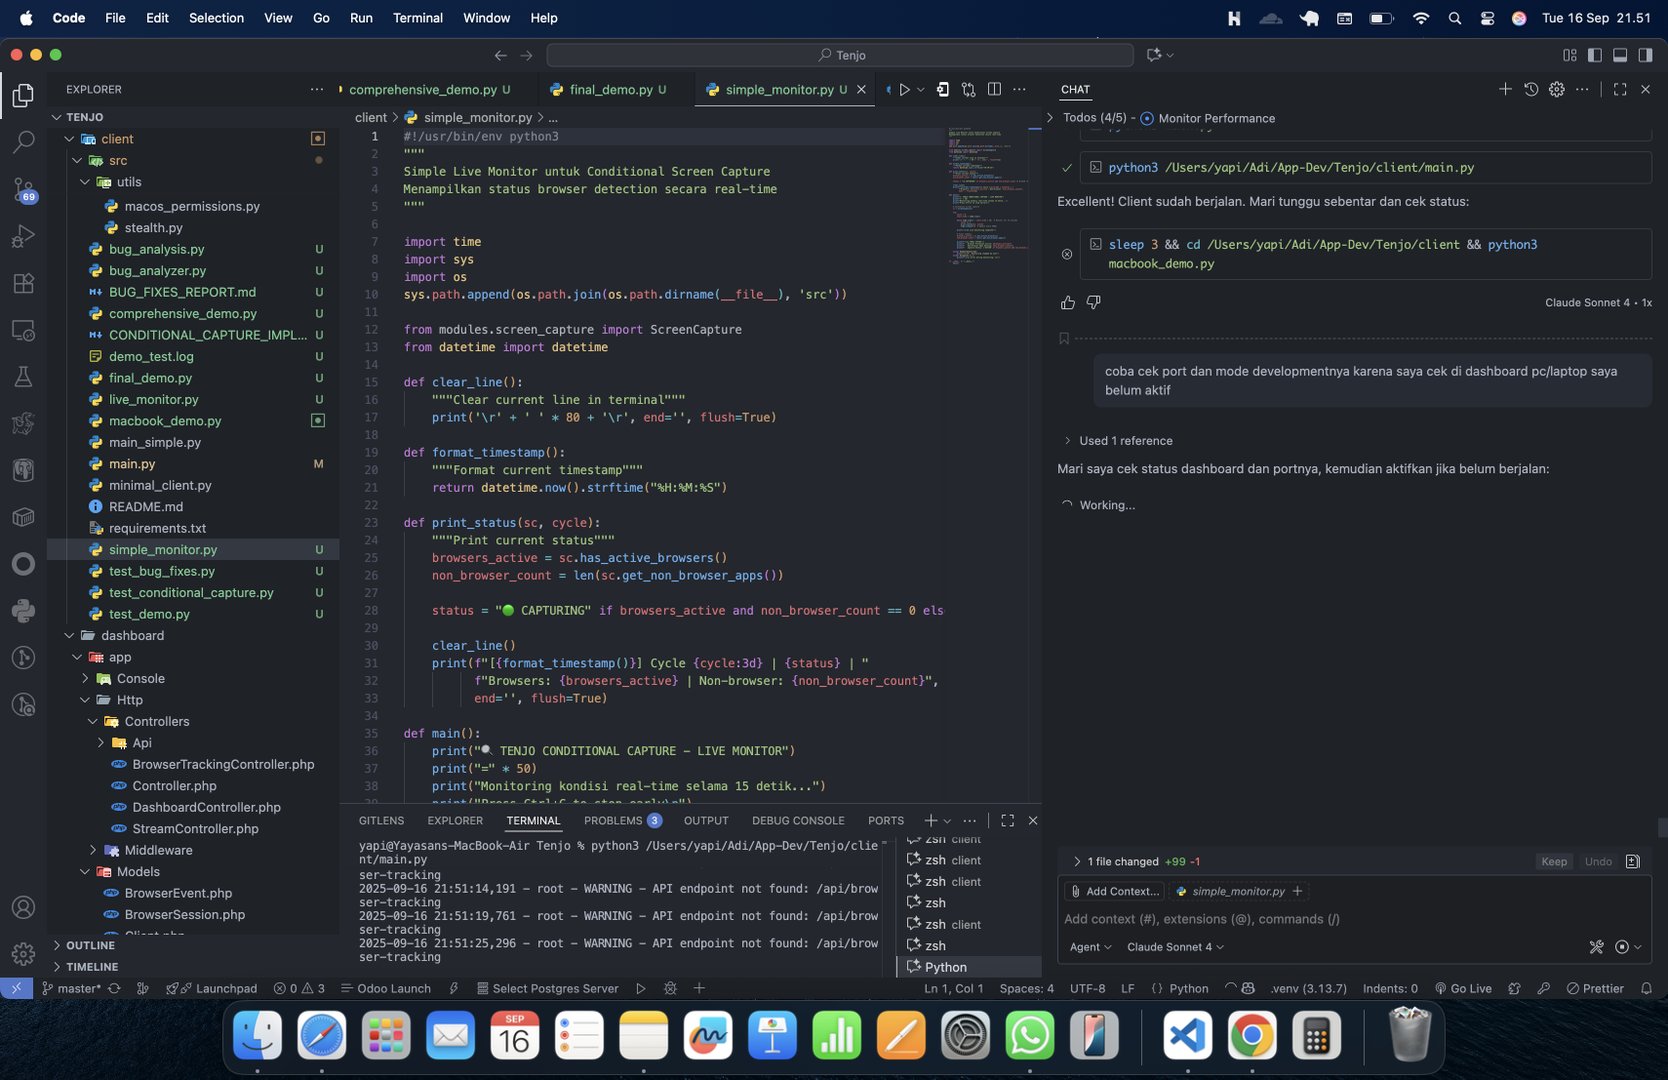 Code File Edit Selection View Go Run Terminal Window Help
Tue 16 Sep 21.51
Tenjo
EXPLORER
TENJO
client
src
utils
macos_permissions.py
stealth.py
bug_analysis.py U
bug_analyzer.py U
BUG_FIXES_REPORT.md U
comprehensive_demo.py U
CONDITIONAL_CAPTURE_IMPL... U
demo_test.log U
final_demo.py U
live_monitor.py U
macbook_demo.py
main_simple.py
main.py M
minimal_client.py
README.md
requirements.txt
simple_monitor.py U
test_bug_fixes.py U
test_conditional_capture.py U
test_demo.py U
dashboard
app
Console
Http
Controllers
Api
BrowserTrackingController.php
Controller.php
DashboardController.php
StreamController.php
Middleware
Models
BrowserEvent.php
BrowserSession.php
OUTLINE
TIMELINE
69
comprehensive_demo.py U
final_demo.py U
simple_monitor.py U
client > simple_monitor.py > ...
1 #!/usr/bin/env python3
2 """
3 Simple Live Monitor untuk Conditional Screen Capture
4 Menampilkan status browser detection secara real-time
5 """
6
7 import time
8 import sys
9 import os
10 sys.path.append(os.path.join(os.path.dirname(__file__), 'src'))
11
12 from modules.screen_capture import ScreenCapture
13 from datetime import datetime
14
15 def clear_line():
16 """Clear current line in terminal"""
17 print('\r' + ' ' * 80 + '\r', end='', flush=True)
18
19 def format_timestamp():
20 """Format current timestamp"""
21 return datetime.now().strftime("%H:%M:%S")
22
23 def print_status(sc, cycle):
24 """Print current status"""
25 browsers_active = sc.has_active_browsers()
26 non_browser_count = len(sc.get_non_browser_apps())
27
28 status = "🟢 CAPTURING" if browsers_active and non_browser_count == 0 els
29
30 clear_line()
31 print(f"[{format_timestamp()}] Cycle {cycle:3d} | {status} | "
32 f"Browsers: {browsers_active} | Non-browser: {non_browser_count}",
33 end='', flush=True)
34
35 def main():
36 print("🔍 TENJO CONDITIONAL CAPTURE - LIVE MONITOR")
37 print("=" * 50)
38 print("Monitoring kondisi real-time selama 15 detik...")
39 print("Press Ctrl+C to stop early\n")
GITLENS EXPLORER TERMINAL PROBLEMS 3 OUTPUT DEBUG CONSOLE PORTS
yapi@Yayasans-MacBook-Air Tenjo % python3 /Users/yapi/Adi/App-Dev/Tenjo/clie
nt/main.py
ser-tracking
2025-09-16 21:51:14,191 - root - WARNING - API endpoint not found: /api/brow
ser-tracking
2025-09-16 21:51:19,761 - root - WARNING - API endpoint not found: /api/brow
ser-tracking
2025-09-16 21:51:25,296 - root - WARNING - API endpoint not found: /api/brow
ser-tracking
zsh client
zsh client
zsh client
zsh
zsh client
zsh
Python
CHAT
Todos (4/5) - Monitor Performance
python3 /Users/yapi/Adi/App-Dev/Tenjo/client/main.py
Excellent! Client sudah berjalan. Mari tunggu sebentar dan cek status:
sleep 3 && cd /Users/yapi/Adi/App-Dev/Tenjo/client && python3
macbook_demo.py
Claude Sonnet 4 • 1x
coba cek port dan mode developmentnya karena saya cek di dashboard pc/laptop saya
belum aktif
Used 1 reference
Mari saya cek status dashboard dan portnya, kemudian aktifkan jika belum berjalan:
Working...
1 file changed +99 -1
Keep Undo
Add Context... simple_monitor.py +
Add context (#), extensions (@), commands (/)
Agent Claude Sonnet 4
master* Launchpad 0 3 Odoo Launch Select Postgres Server Ln 1, Col 1 Spaces: 4 UTF-8 LF Python .venv (3.13.7) Indents: 0 Go Live Prettier
SEP
16